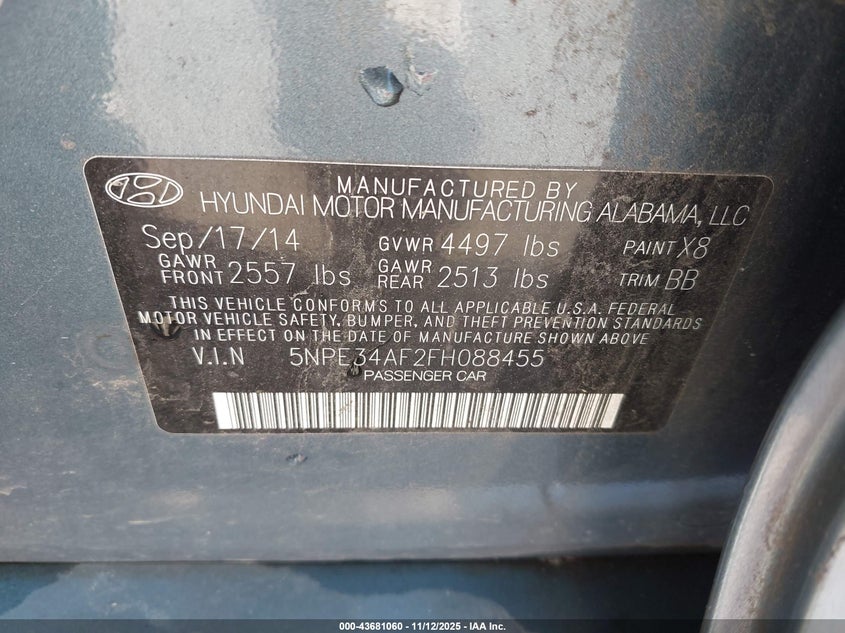 MANUFACTURED BY
HYUNDAI MOTOR MANUFACTURING ALABAMA, LLC
Sep/17/14 GVWR 4497 lbs PAINT X8
GAWR FRONT 2557 lbs GAWR REAR 2513 lbs TRIM BB
THIS VEHICLE CONFORMS TO ALL APPLICABLE U.S.A. FEDERAL
MOTOR VEHICLE SAFETY, BUMPER, AND THEFT PREVENTION STANDARDS
IN EFFECT ON THE DATE OF MANUFACTURE SHOWN ABOVE
V.I.N 5NPE34AF2FH088455
PASSENGER CAR
000-43681060 - 11/12/2025 - IAA Inc.